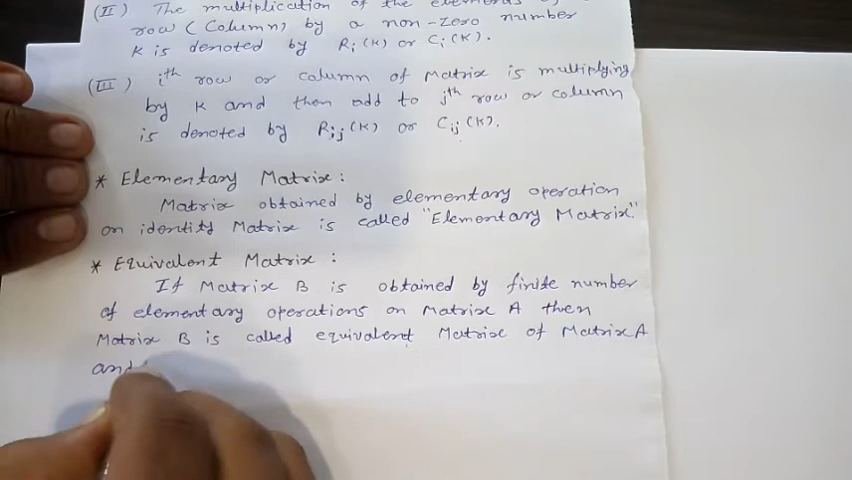 (II) The multiplication of the elements
row (Column) by a non-zero number
K is denoted by Ri(K) or Ci(K).
(III) ith row or column of Matrix is multiplying
by K and then add to jth row or column
is denoted by Rij(K) or Cij(K).
* Elementary Matrix :
Matrix obtained by elementary operation
on identity Matrix is called "Elementary Matrix."
* Equivalent Matrix :
If Matrix B is obtained by finite number
of elementary operations on Matrix A then
Matrix B is called equivalent Matrix of Matrix A
and